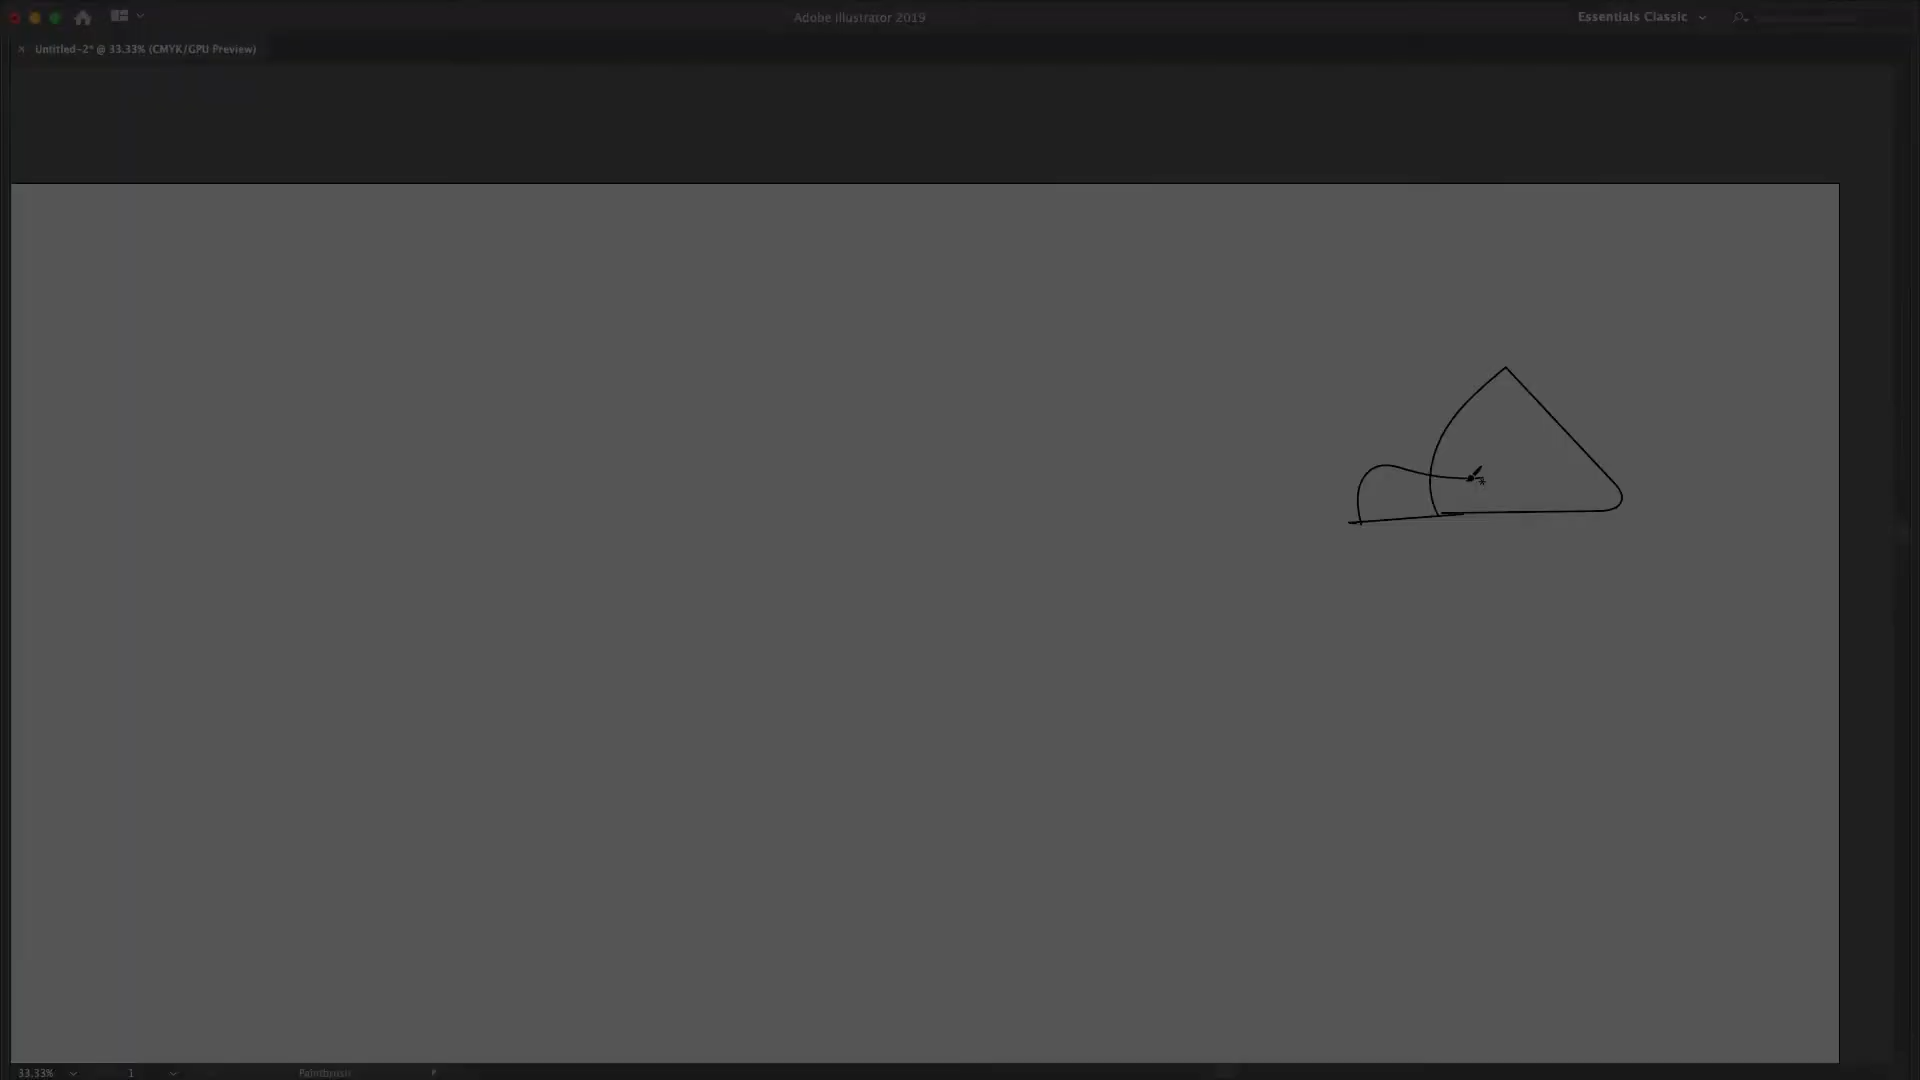 Adobe Illustrator 2019
Essentials Classic
Untitled-2* @ 33.33% (CMYK/GPU Preview)
33.33%
1
Paintbrush